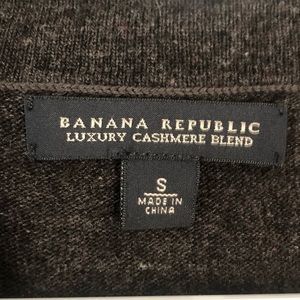 BANANA REPUBLIC
LUXURY CASHMERE BLEND
S
MADE IN
CHINA